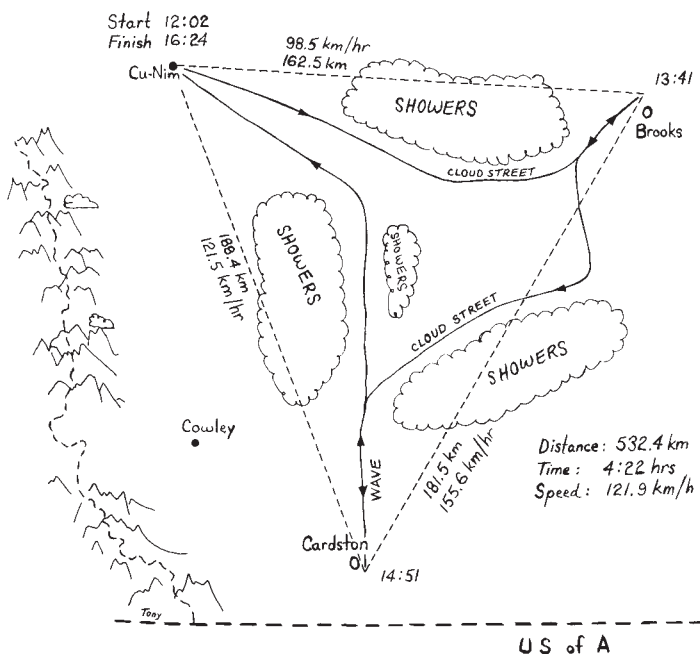 Start 12:02
Finish 16:24
Cu-Nim
98.5 km/hr
162.5 km
SHOWERS
13:41
Brooks
CLOUD STREET
188.4 km
121.5 km/hr
SHOWERS
SHOWERS
CLOUD STREET
SHOWERS
Cowley
WAVE
181.5 km
155.6 km/hr
Distance: 532.4 km
Time: 4:22 hrs
Speed: 121.9 km/h
Cardston
14:51
Tony
US of A